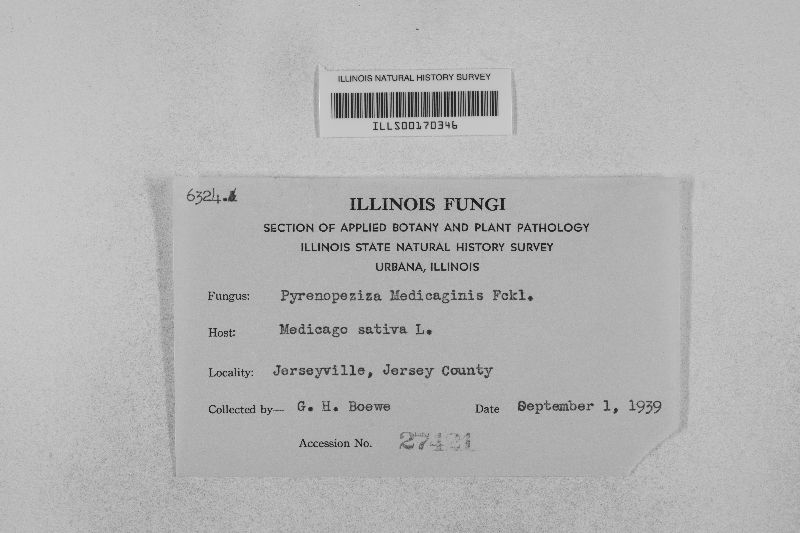 ILLINOIS NATURAL HISTORY SURVEY
ILLS00170346
6324.
ILLINOIS FUNGI
SECTION OF APPLIED BOTANY AND PLANT PATHOLOGY
ILLINOIS STATE NATURAL HISTORY SURVEY
URBANA, ILLINOIS
Fungus: Pyrenopeziza Medicaginis Fckl.
Host: Medicago sativa L.
Locality: Jerseyville, Jersey County
Collected by— G. H. Boewe Date September 1, 1939
Accession No. 27421